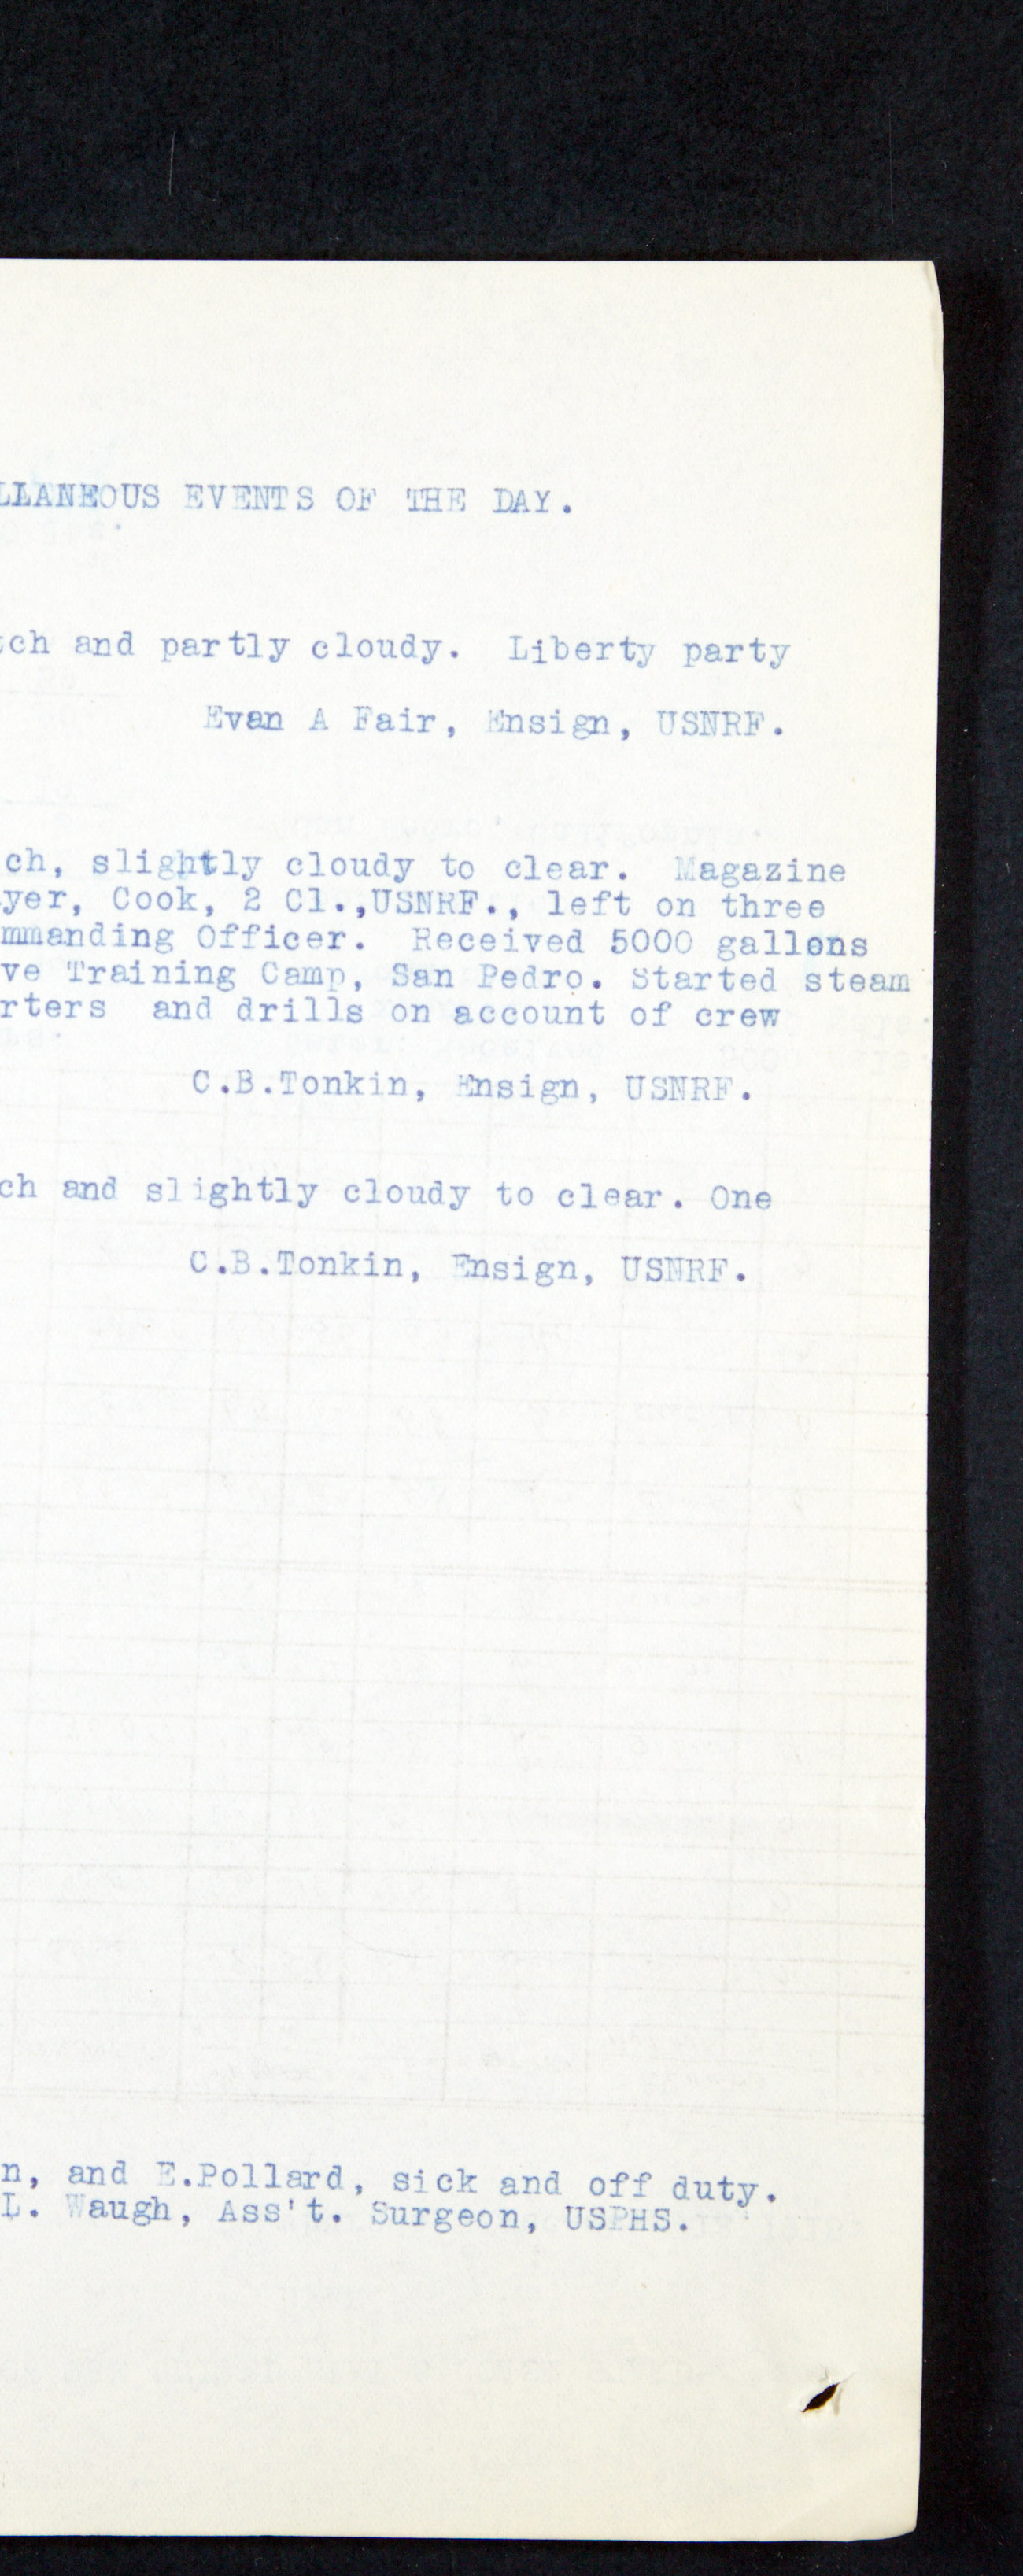 LLANEOUS EVENTS OF THE DAY.
tch and partly cloudy. Liberty party
Evan A Fair, Ensign, USNRF.
ch, slightly cloudy to clear. Magazine
yer, Cook, 2 Cl.,USNRF., left on three
mmanding Officer. Received 5000 gallons
ve Training Camp, San Pedro. Started steam
rters and drills on account of crew
C.B.Tonkin, Ensign, USNRF.
ch and slightly cloudy to clear. One
C.B.Tonkin, Ensign, USNRF.
n, and E.Pollard, sick and off duty.
L. Waugh, Ass't. Surgeon, USPHS.